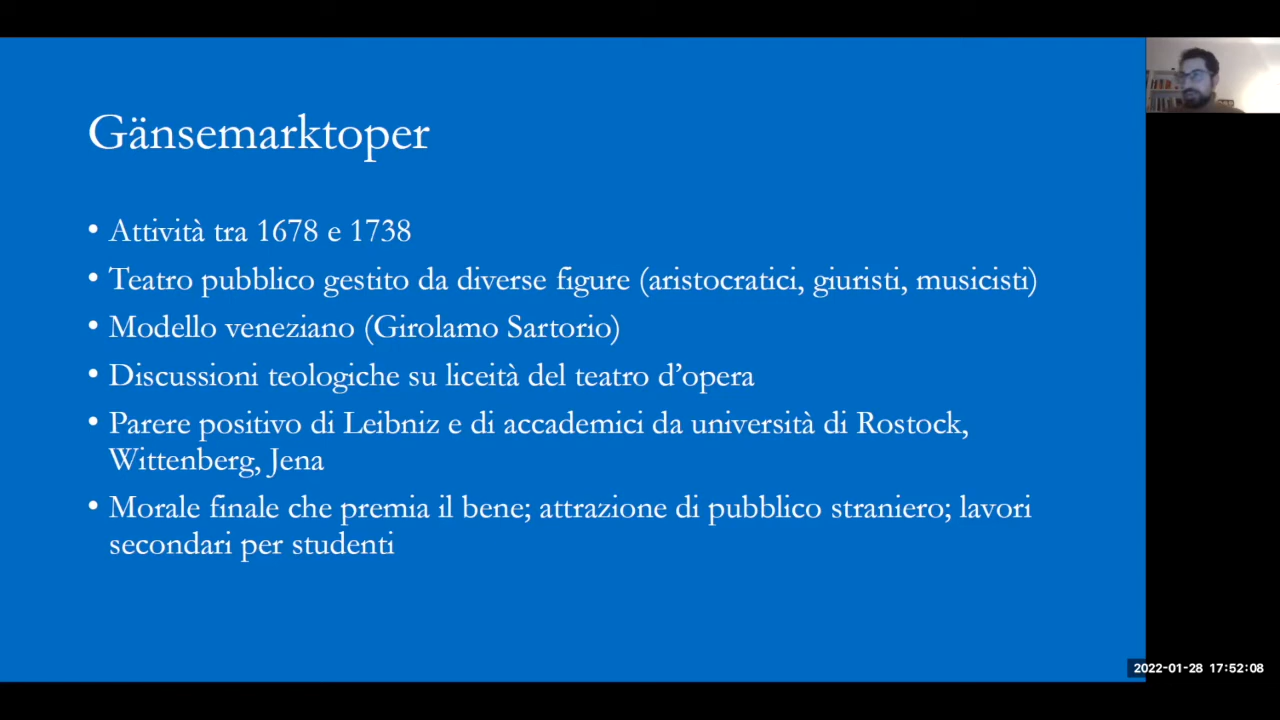 Gänsemarktoper
• Attività tra 1678 e 1738
• Teatro pubblico gestito da diverse figure (aristocratici, giuristi, musicisti)
• Modello veneziano (Girolamo Sartorio)
• Discussioni teologiche su liceità del teatro d’opera
• Parere positivo di Leibniz e di accademici da università di Rostock,
Wittenberg, Jena
• Morale finale che premia il bene; attrazione di pubblico straniero; lavori
secondari per studenti
2022-01-28 17:52:08